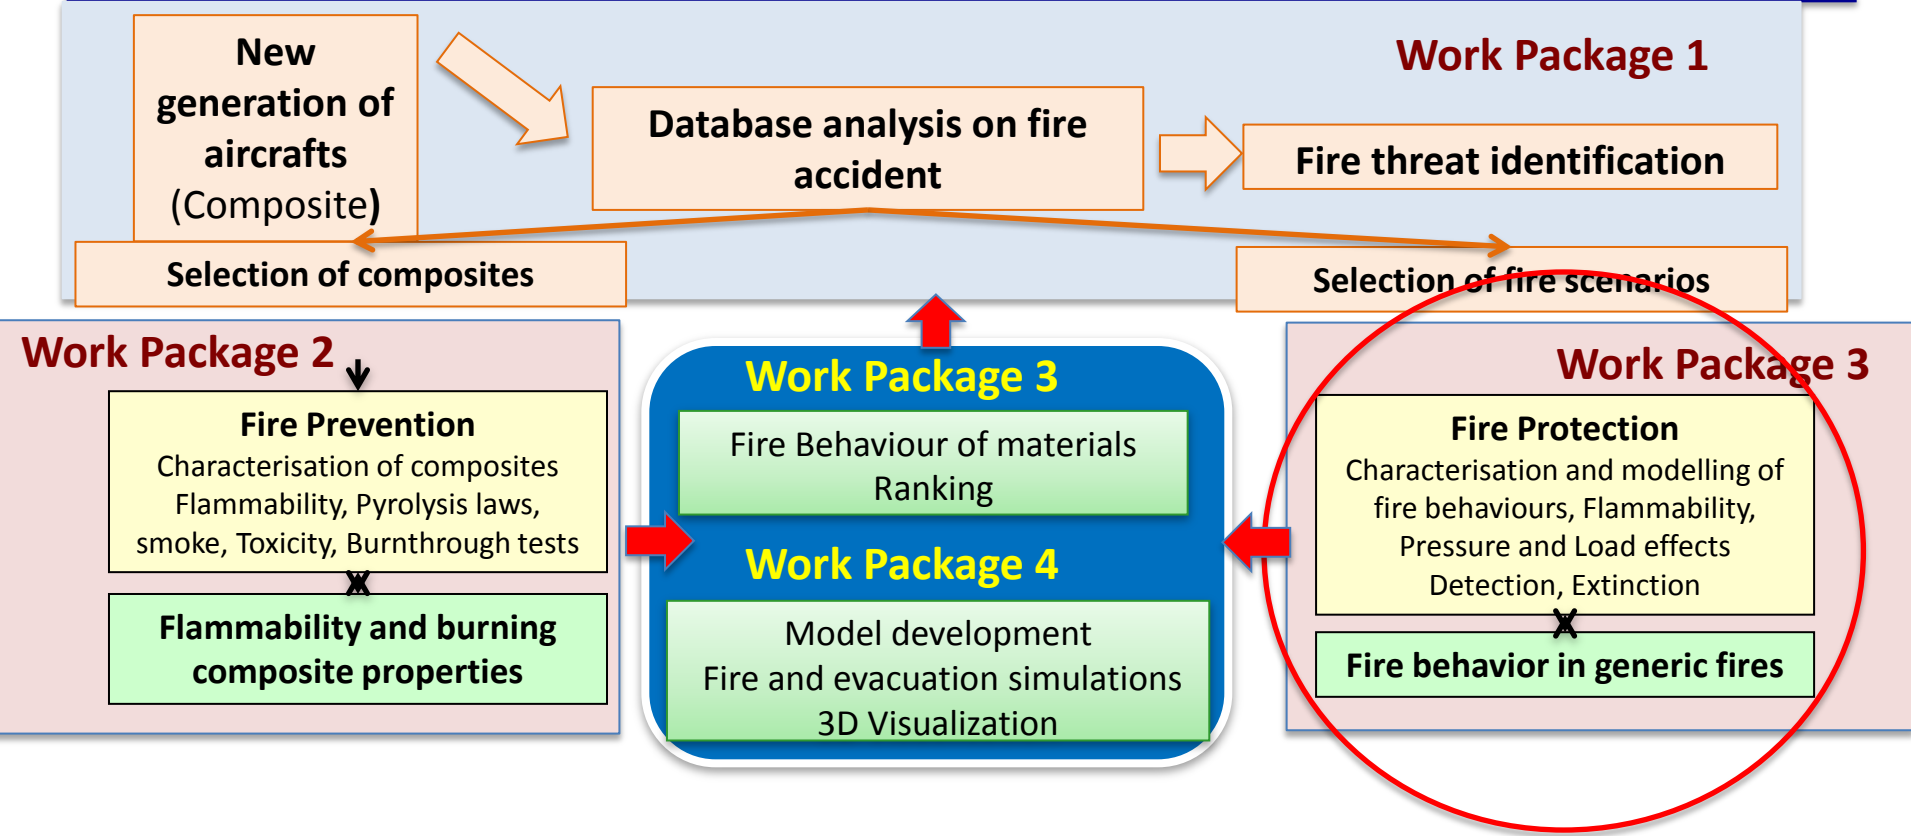 New
generation of
aircrafts
(Composite)
Work Package 1
Database analysis on fire
accident
Fire threat identification
Selection of composites
Selection of fire scenarios
Work Package 2
Fire Prevention
Characterisation of composites
Flammability, Pyrolysis laws,
smoke, Toxicity, Burnthrough tests
Flammability and burning
composite properties
Work Package 3
Fire Behaviour of materials
Ranking
Work Package 4
Model development
Fire and evacuation simulations
3D Visualization
Work Package 3
Fire Protection
Characterisation and modelling of
fire behaviours, Flammability,
Pressure and Load effects
Detection, Extinction
Fire behavior in generic fires